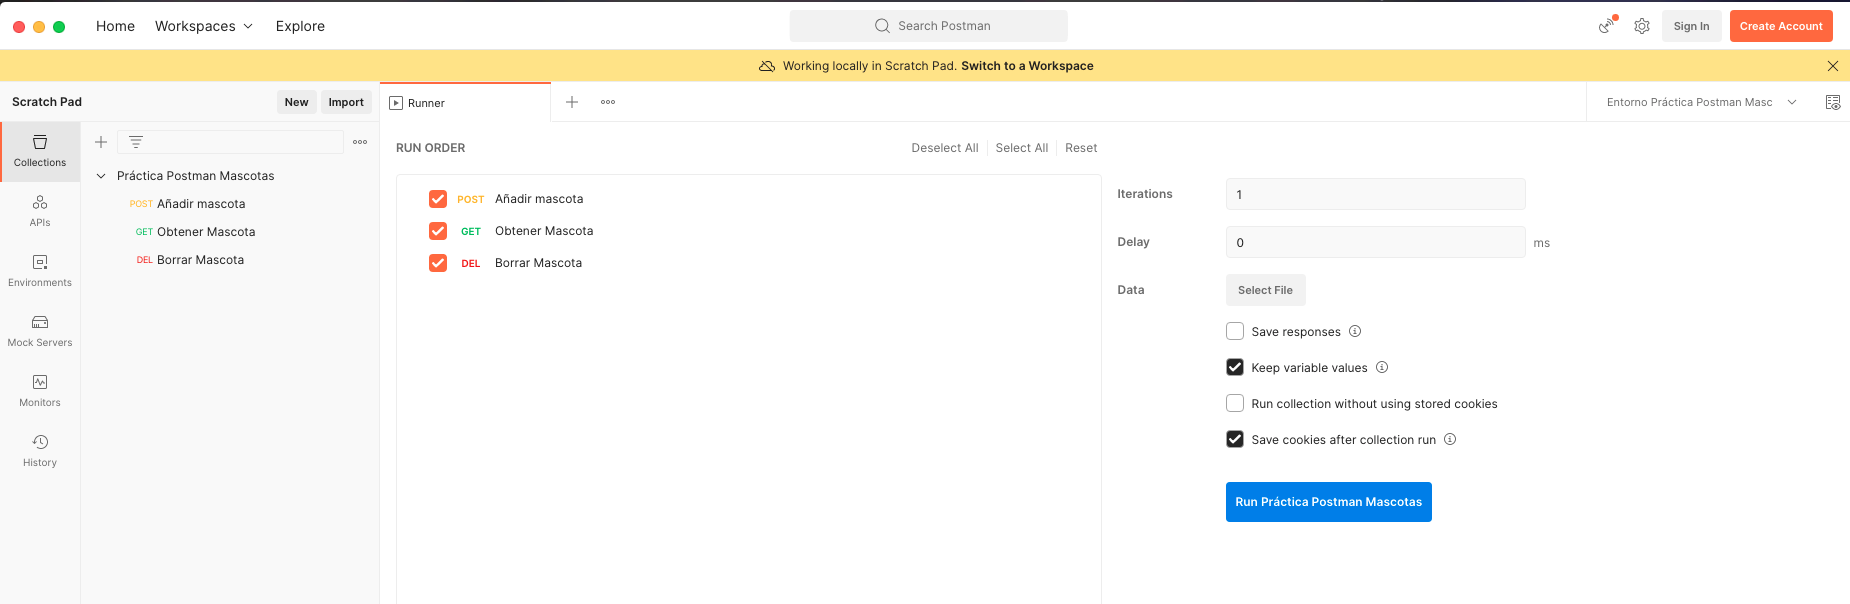 Home Workspaces Explore Search Postman Sign In Create Account
Working locally in Scratch Pad. Switch to a Workspace
Scratch Pad New Import Runner Entorno Práctica Postman Masc
Collections
APIs
Environments
Mock Servers
Monitors
History
Práctica Postman Mascotas
POST Añadir mascota
GET Obtener Mascota
DEL Borrar Mascota
RUN ORDER Deselect All Select All Reset
POST Añadir mascota
GET Obtener Mascota
DEL Borrar Mascota
Iterations 1
Delay 0 ms
Data Select File
Save responses
Keep variable values
Run collection without using stored cookies
Save cookies after collection run
Run Práctica Postman Mascotas